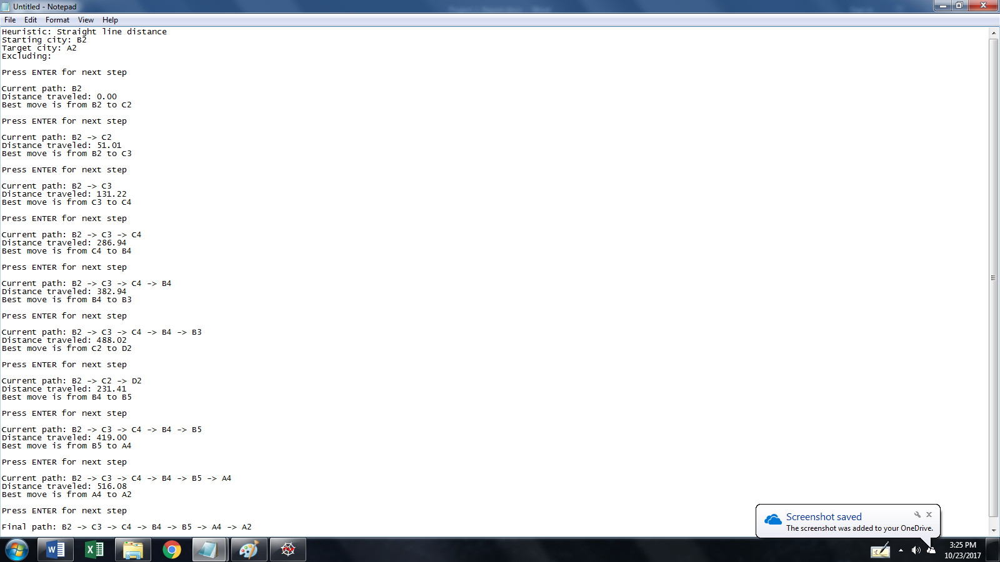 Untitled - Notepad
File Edit Format View Help
Heuristic: Straight line distance
Starting city: B2
Target city: A2
Excluding:
Press ENTER for next step
Current path: B2
Distance traveled: 0.00
Best move is from B2 to C2
Press ENTER for next step
Current path: B2 -> C2
Distance traveled: 51.01
Best move is from B2 to C3
Press ENTER for next step
Current path: B2 -> C3
Distance traveled: 131.22
Best move is from C3 to C4
Press ENTER for next step
Current path: B2 -> C3 -> C4
Distance traveled: 286.94
Best move is from C4 to B4
Press ENTER for next step
Current path: B2 -> C3 -> C4 -> B4
Distance traveled: 382.94
Best move is from B4 to B3
Press ENTER for next step
Current path: B2 -> C3 -> C4 -> B4 -> B3
Distance traveled: 488.02
Best move is from C2 to D2
Press ENTER for next step
Current path: B2 -> C2 -> D2
Distance traveled: 231.41
Best move is from B4 to B5
Press ENTER for next step
Current path: B2 -> C3 -> C4 -> B4 -> B5
Distance traveled: 419.00
Best move is from B5 to A4
Press ENTER for next step
Current path: B2 -> C3 -> C4 -> B4 -> B5 -> A4
Distance traveled: 516.08
Best move is from A4 to A2
Press ENTER for next step
Final path: B2 -> C3 -> C4 -> B4 -> B5 -> A4 -> A2
Screenshot saved
The screenshot was added to your OneDrive.
3:25 PM
10/23/2017